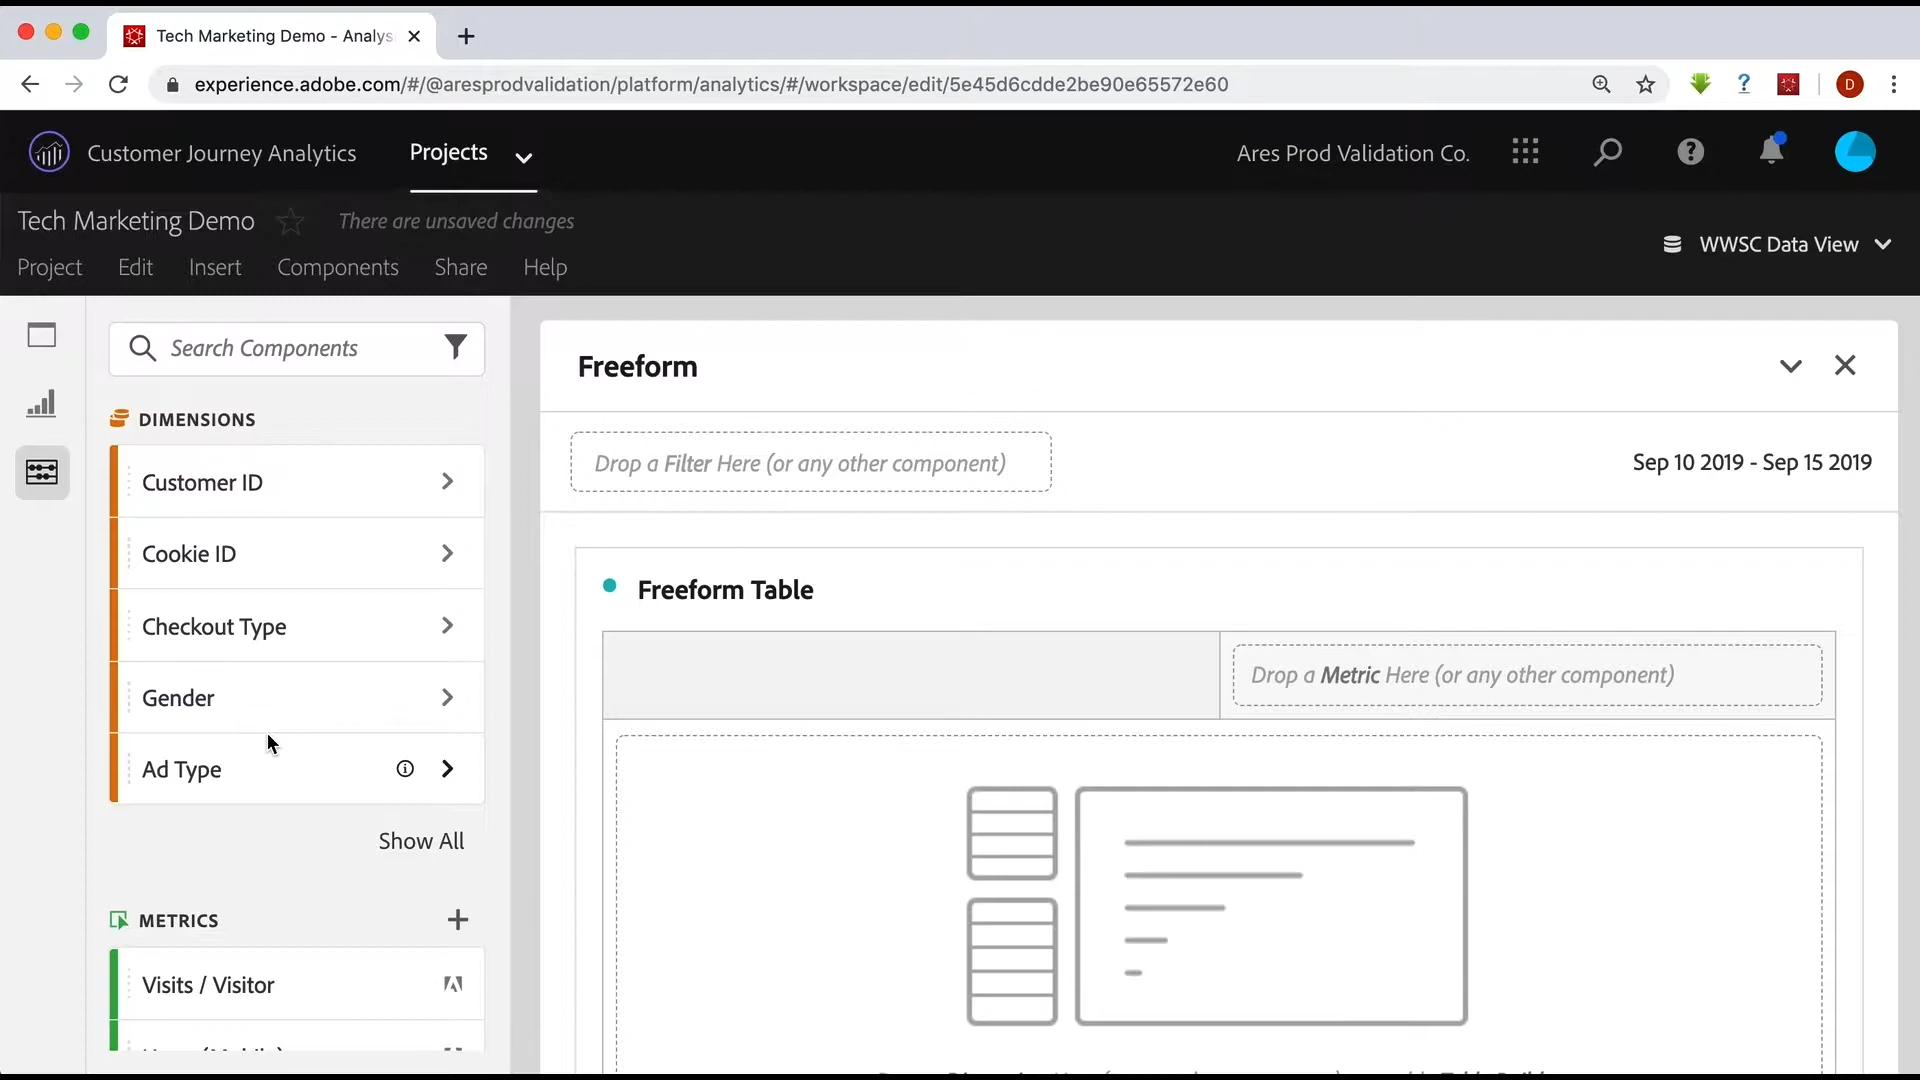 Tech Marketing Demo - Analys
experience.adobe.com/#/@aresprodvalidation/platform/analytics/#/workspace/edit/5e45d6cdde2be90e65572e60
D
Customer Journey Analytics
Projects
Ares Prod Validation Co.
Tech Marketing Demo
There are unsaved changes
WWSC Data View
Project Edit Insert Components Share Help
Search Components
Freeform
DIMENSIONS
Drop a Filter Here (or any other component)
Sep 10 2019 - Sep 15 2019
Customer ID
Cookie ID
Freeform Table
Checkout Type
Drop a Metric Here (or any other component)
Gender
Ad Type
Show All
METRICS
Visits / Visitor